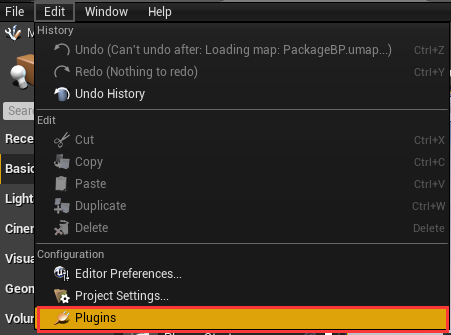 File Edit Window Help
M
History
Undo (Can't undo after: Loading map: PackageBP.umap...) Ctrl+Z
Redo (Nothing to redo) Ctrl+Y
Undo History
Sear
Edit
Rece
Cut Ctrl+X
Copy Ctrl+C
Basic
Paste Ctrl+V
Light
Duplicate Ctrl+W
Cinem
Delete Delete
Configuration
Visua
Editor Preferences...
Geom
Project Settings...
Volum
Plugins